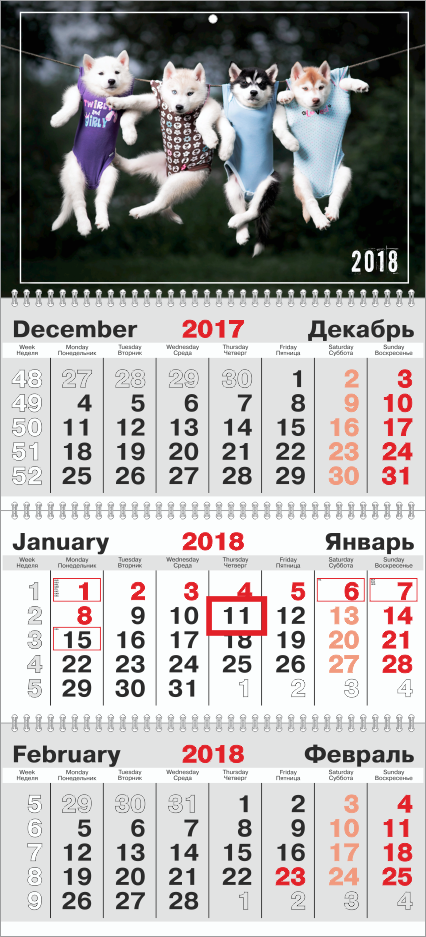 TWIRL
and
GIRLY
2018
December 2017 Декабрь
Week Monday Tuesday Wednesday Thursday Friday Saturday Sunday
Неделя Понедельник Вторник Среда Четверг Пятница Суббота Воскресенье
48 27 28 29 30 1 2 3
49 4 5 6 7 8 9 10
50 11 12 13 14 15 16 17
51 18 19 20 21 22 23 24
52 25 26 27 28 29 30 31
January 2018 Январь
Week Monday Tuesday Wednesday Thursday Friday Saturday Sunday
Неделя Понедельник Вторник Среда Четверг Пятница Суббота Воскресенье
1 1 2 3 4 5 6 7
2 8 9 10 11 12 13 14
3 15 16 17 18 19 20 21
4 22 23 24 25 26 27 28
5 29 30 31 1 2 3 4
February 2018 Февраль
Week Monday Tuesday Wednesday Thursday Friday Saturday Sunday
Неделя Понедельник Вторник Среда Четверг Пятница Суббота Воскресенье
5 29 30 31 1 2 3 4
6 5 6 7 8 9 10 11
7 12 13 14 15 16 17 18
8 19 20 21 22 23 24 25
9 26 27 28 1 2 3 4